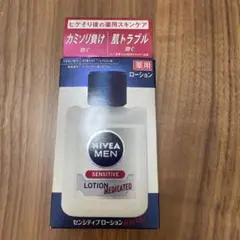 ヒゲそり後の薬用スキンケア
カミソリ負け 肌トラブル
防ぐ 防ぐ
薬用
ローション
NIVEA
MEN
SENSITIVE
LOTION
MEDICATED
センシティブローション